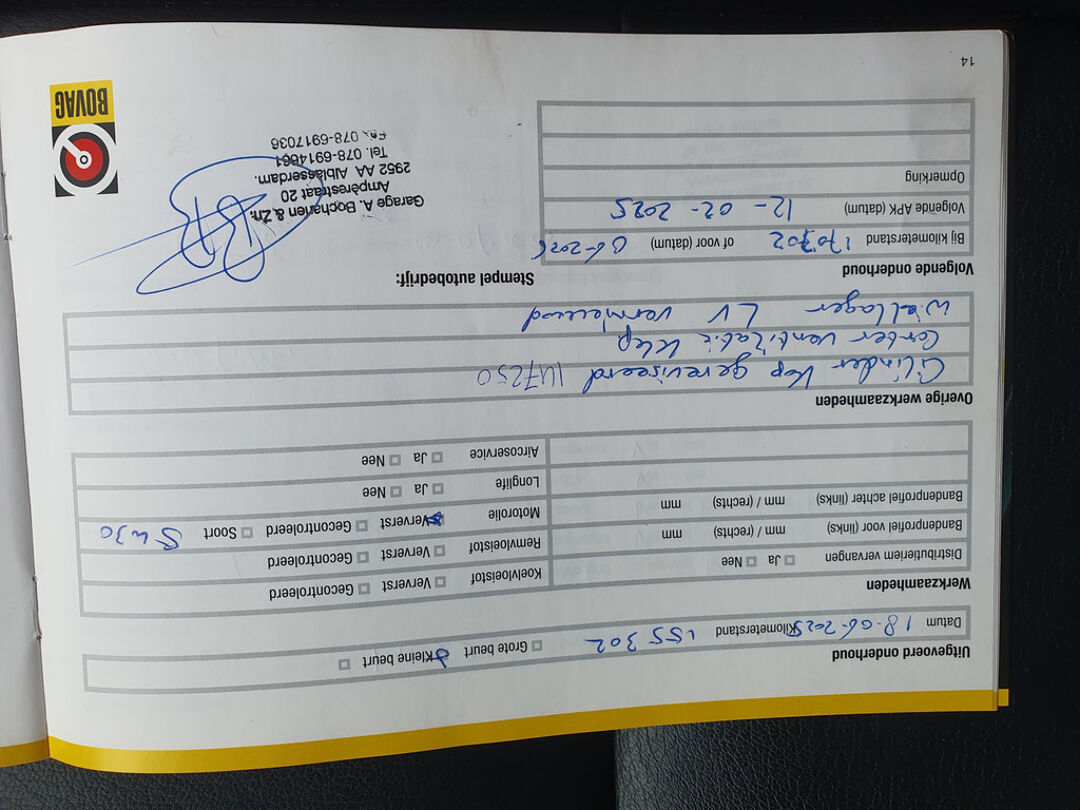 Uitgevoerd onderhoud
Grote beurt Kleine beurt
Datum 18-06-2025 Kilometerstand 155302
Werkzaamheden
Distributieriem vervangen Ja Nee
Bandenprofiel voor (links) mm / (rechts) mm
Bandenprofiel achter (links) mm / (rechts) mm
Koelvloeistof Ververst Gecontroleerd
Remvloeistof Ververst Gecontroleerd
Motorolie Ververst Gecontroleerd Soort 5W30
Longlife Ja Nee
Aircoservice Ja Nee
Overige werkzaamheden
Cilinder kop gereviseerd 147250
Carter ventilatie klep
Wiellager LV vernieuwd
Volgende onderhoud
Bij kilometerstand 170302 of voor (datum) 06-2026
Volgende APK (datum) 12-02-2025
Opmerking
Stempel autobedrijf:
Garage A. Bochanen & Zn.
Ampèrestraat 20
2952 AA Alblasserdam.
Tel. 078-6914661
Fax 078-6917036
BOVAG
14